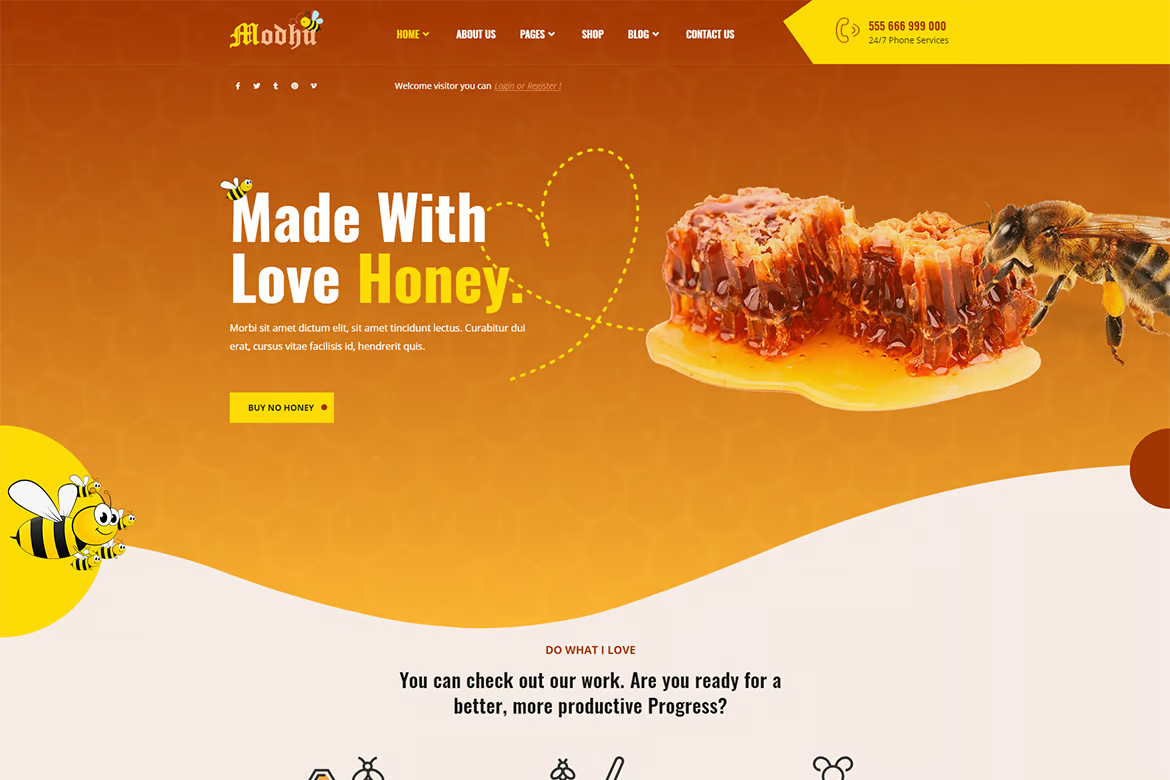 Modhu
HOME
ABOUT US
PAGES
SHOP
BLOG
CONTACT US
555 666 999 000
24/7 Phone Services
Welcome visitor you can Login or Register !
Made With
Love Honey.
Morbi sit amet dictum elit, sit amet tincidunt lectus. Curabitur dui
erat, cursus vitae facilisis id, hendrerit quis.
BUY NO HONEY
DO WHAT I LOVE
You can check out our work. Are you ready for a
better, more productive Progress?